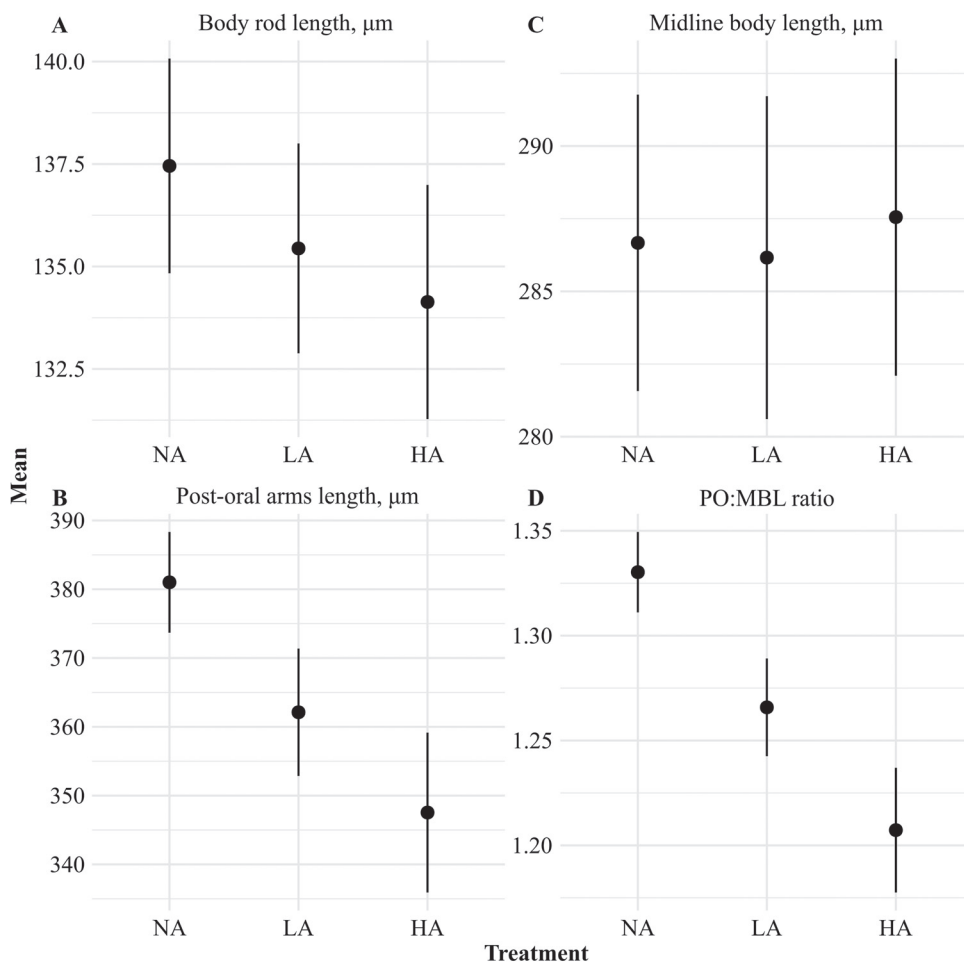 A Body rod length, μm
140.0
137.5
135.0
132.5
NA LA HA
C Midline body length, μm
290
285
280
NA LA HA
B Post-oral arms length, μm
390
380
370
360
350
340
NA LA HA
D PO:MBL ratio
1.35
1.30
1.25
1.20
NA LA HA
Mean
Treatment